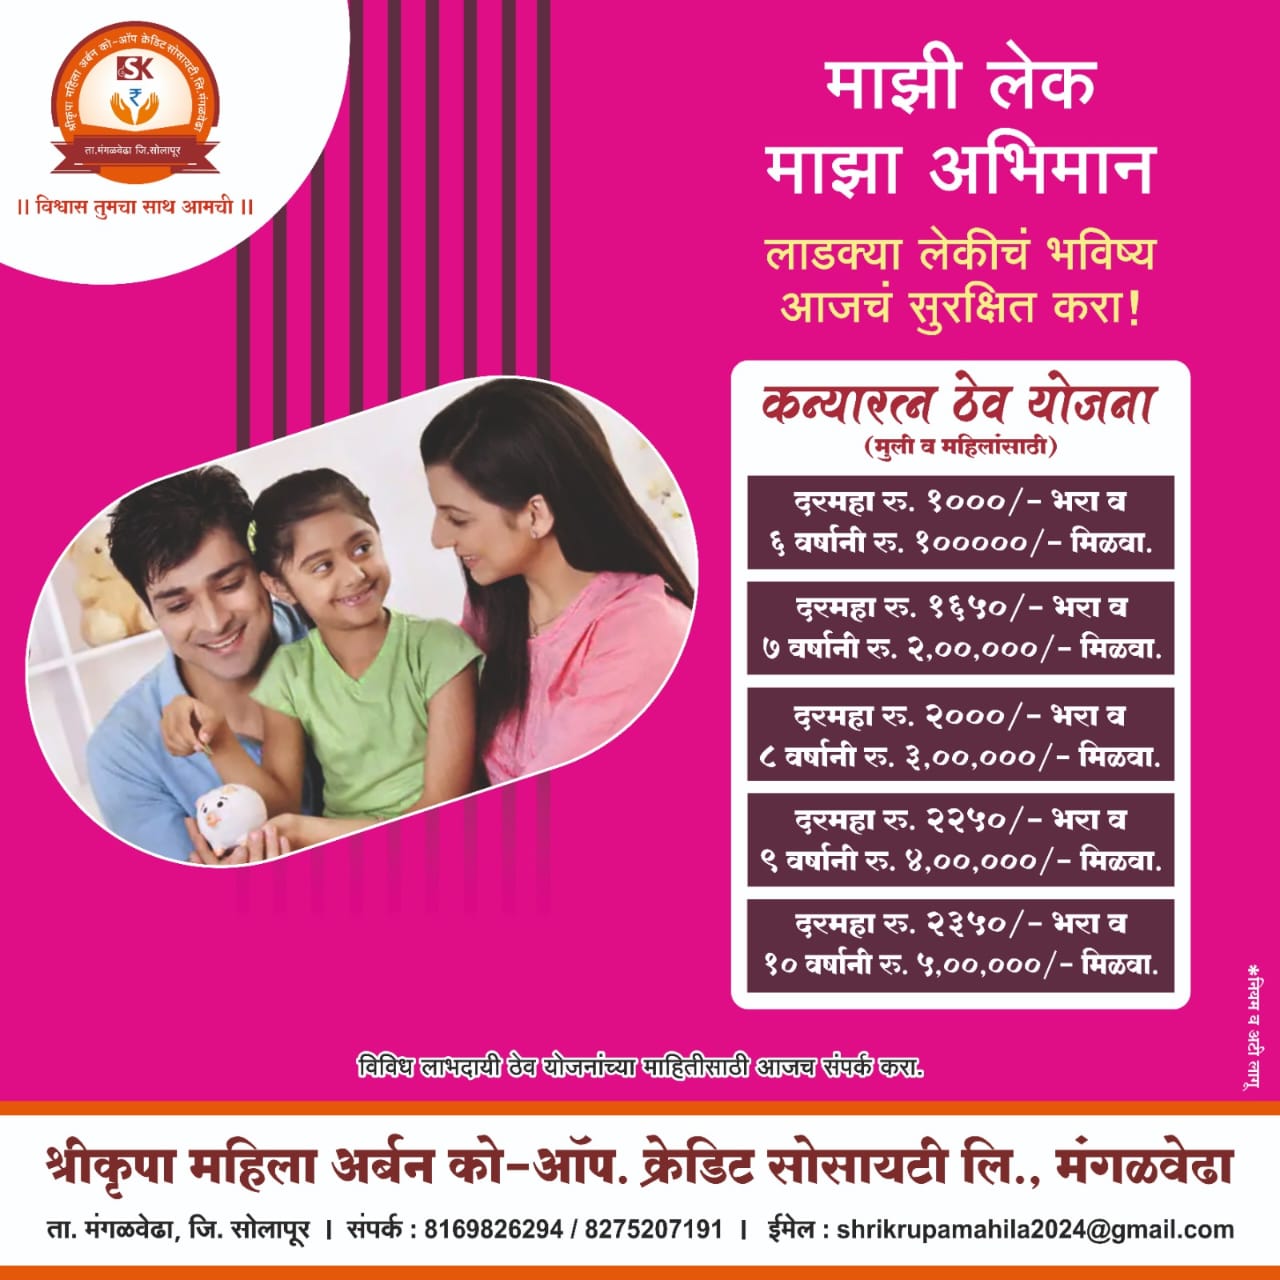 श्रीकृपा महिला अर्बन को-ऑप क्रेडिट सोसायटी,लि.मंगळवेढा
SK
₹
ता.मंगळवेढा जि.सोलापूर
|| विश्वास तुमचा साथ आमची ||
माझी लेक
माझा अभिमान
लाडक्या लेकीचं भविष्य
आजचं सुरक्षित करा!
कन्यारत्न ठेव योजना
(मुली व महिलांसाठी)
दरमहा रु. १०००/- भरा व
६ वर्षानी रु. १०००००/- मिळवा.
दरमहा रु. १६५०/- भरा व
७ वर्षानी रु. २,००,०००/- मिळवा.
दरमहा रु. २०००/- भरा व
८ वर्षानी रु. ३,००,०००/- मिळवा.
दरमहा रु. २२५०/- भरा व
९ वर्षानी रु. ४,००,०००/- मिळवा.
दरमहा रु. २३५०/- भरा व
१० वर्षानी रु. ५,००,०००/- मिळवा.
*नियम व अटी लागू
विविध लाभदायी ठेव योजनांच्या माहितीसाठी आजच संपर्क करा.
श्रीकृपा महिला अर्बन को-ऑप. क्रेडिट सोसायटी लि., मंगळवेढा
ता. मंगळवेढा, जि. सोलापूर | संपर्क : 8169826294 / 8275207191 | ईमेल : shrikrupamahila2024@gmail.com